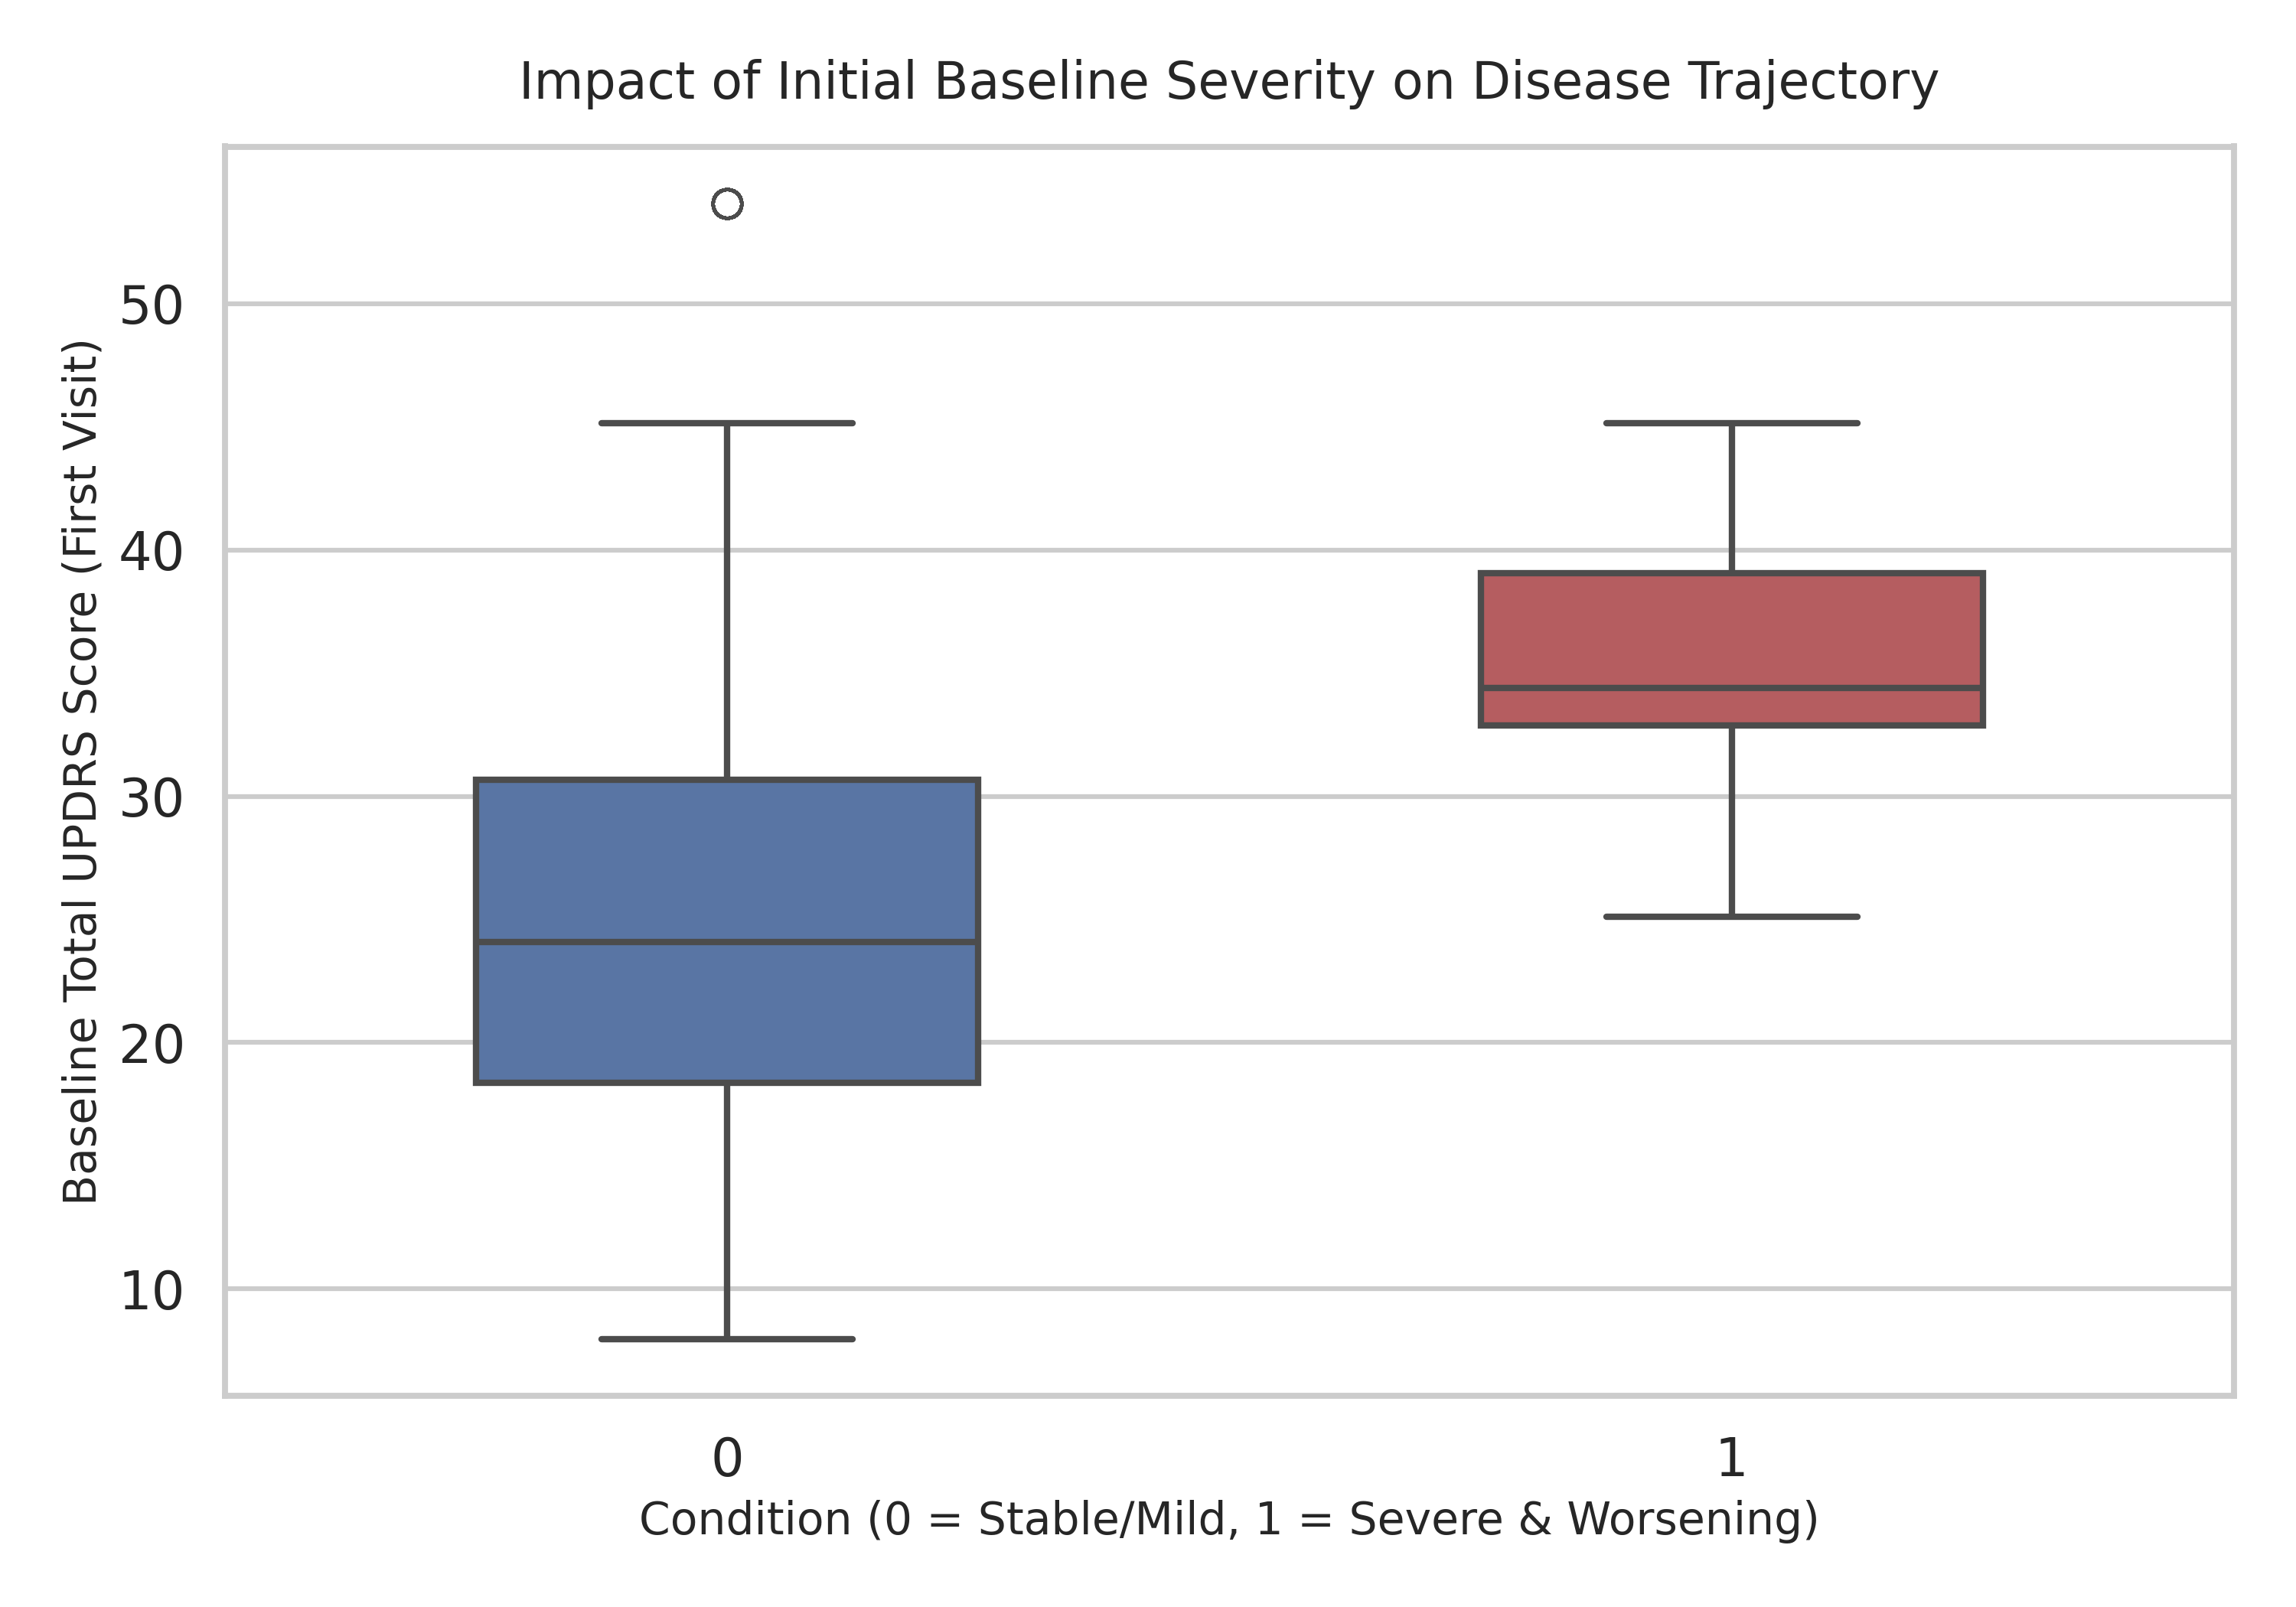 Impact of Initial Baseline Severity on Disease Trajectory
Baseline Total UPDRS Score (First Visit)
50
40
30
20
10
0
1
Condition (0 = Stable/Mild, 1 = Severe & Worsening)